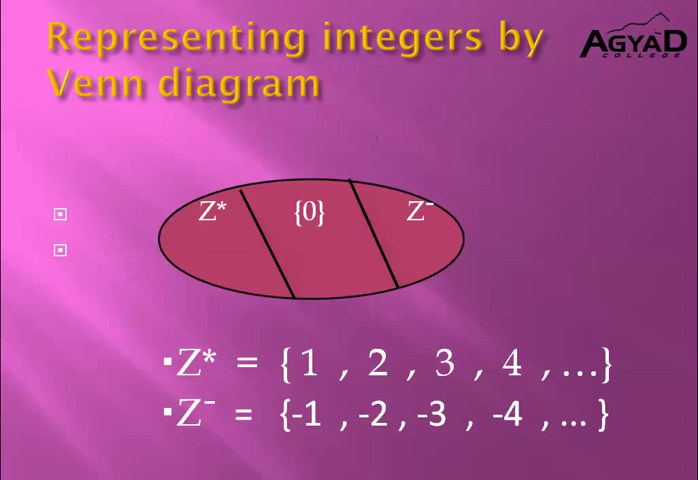 Representing integers by
Venn diagram
AGYAD
COLLEGE
Z* {0} Z⁻
▪Z* = {1 , 2 , 3 , 4 , ...}
▪Z⁻ = {-1 , -2 , -3 , -4 , ... }